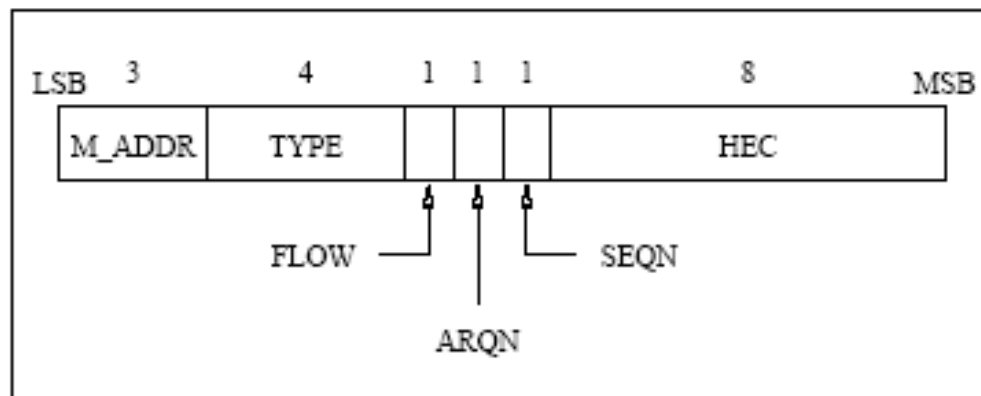 3 4 1 1 1 8
LSB MSB
M_ADDR TYPE HEC
FLOW SEQN
ARQN